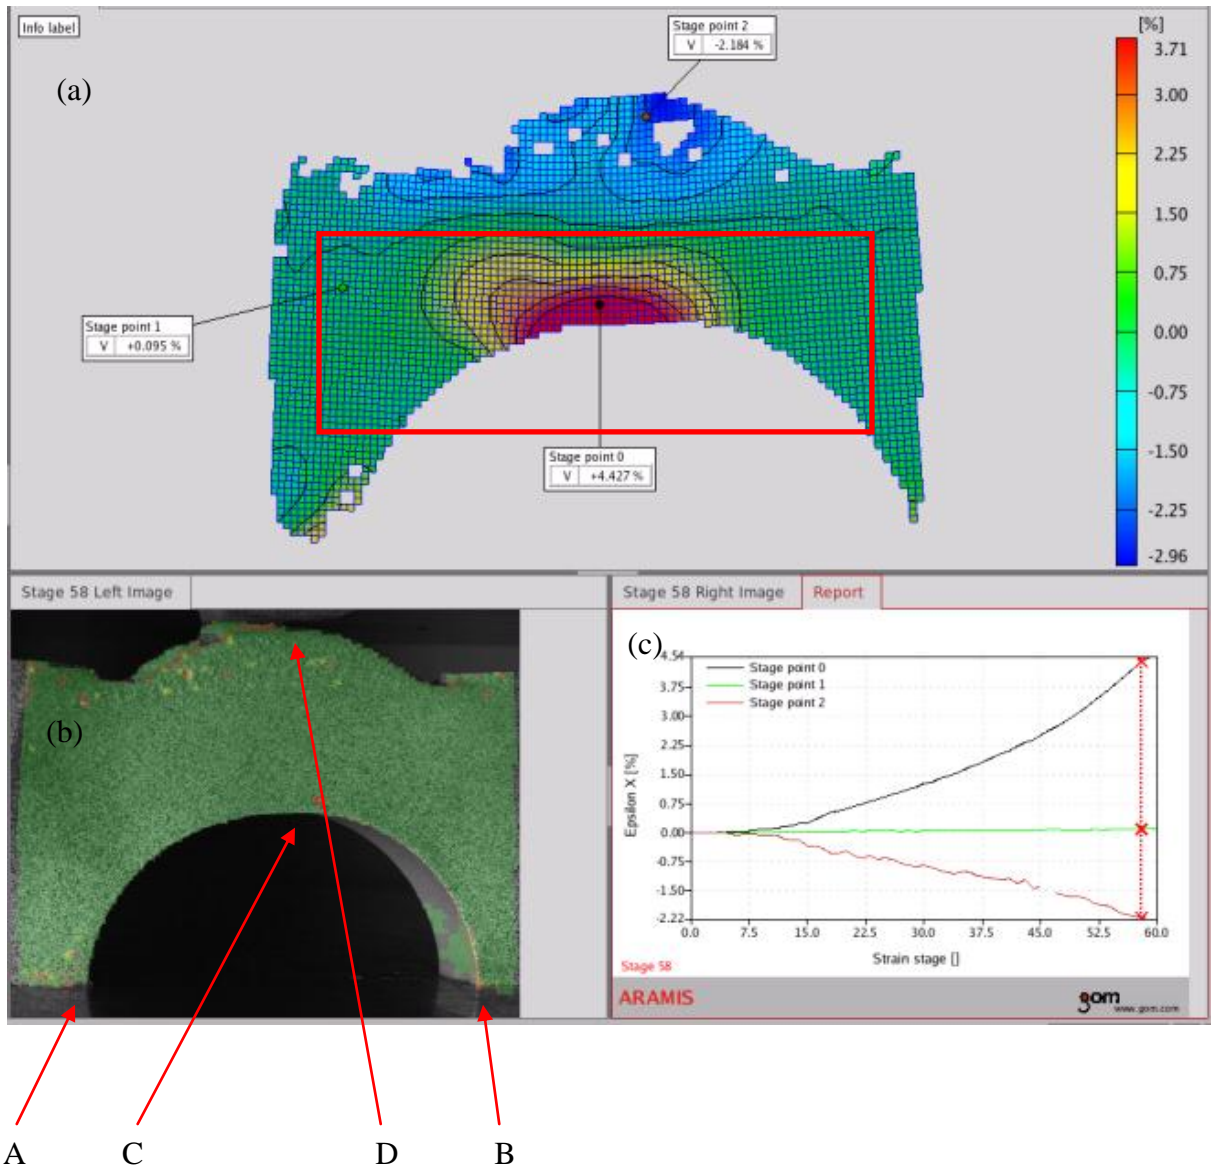 Info label
Stage point 2
V -2.184 %
[%]
3.71
(a)
3.00
2.25
1.50
0.75
Stage point 1
V +0.095 %
0.00
-0.75
Stage point 0
V +4.427 %
-1.50
-2.25
-2.96
Stage 58 Left Image
Stage 58 Right Image
Report
(b)
(c)
4.54
3.75
3.00
2.25
1.50
0.75
0.00
-0.75
-1.50
-2.22
Epsilon X [%]
Stage point 0
Stage point 1
Stage point 2
0.0 7.5 15.0 22.5 30.0 37.5 45.0 52.5 60.0
Strain stage []
Stage 58
ARAMIS
gom
www.gom.com
A C D B